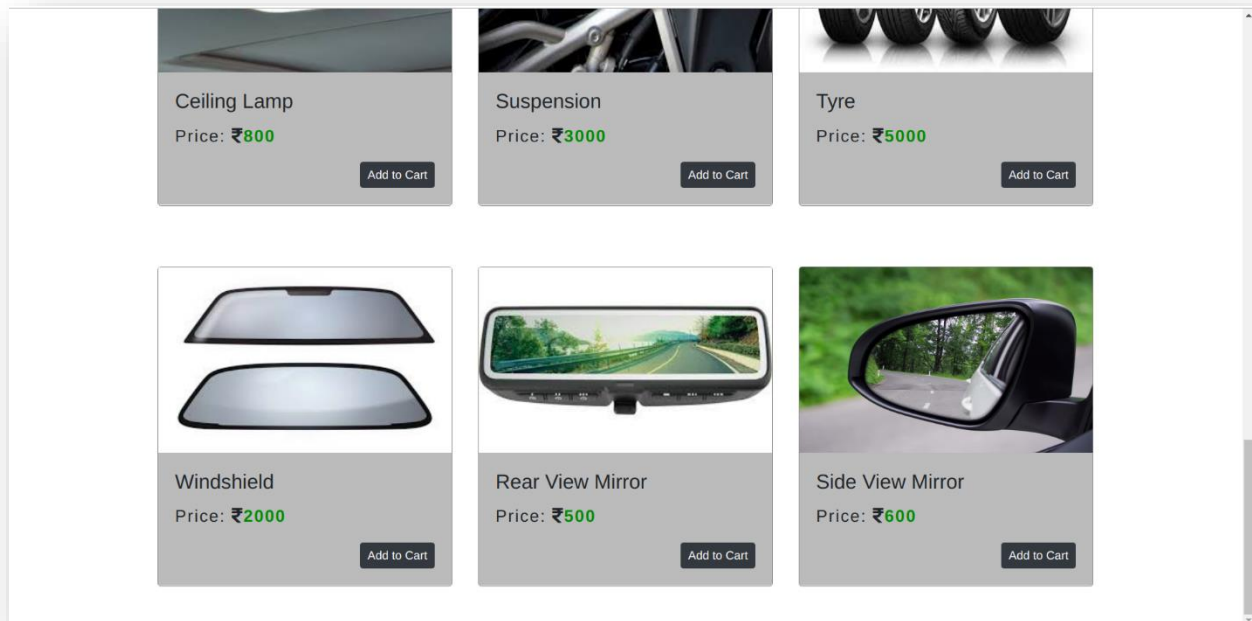 Ceiling Lamp
Price: ₹800
Add to Cart
Suspension
Price: ₹3000
Add to Cart
Tyre
Price: ₹5000
Add to Cart
Windshield
Price: ₹2000
Add to Cart
Rear View Mirror
Price: ₹500
Add to Cart
Side View Mirror
Price: ₹600
Add to Cart